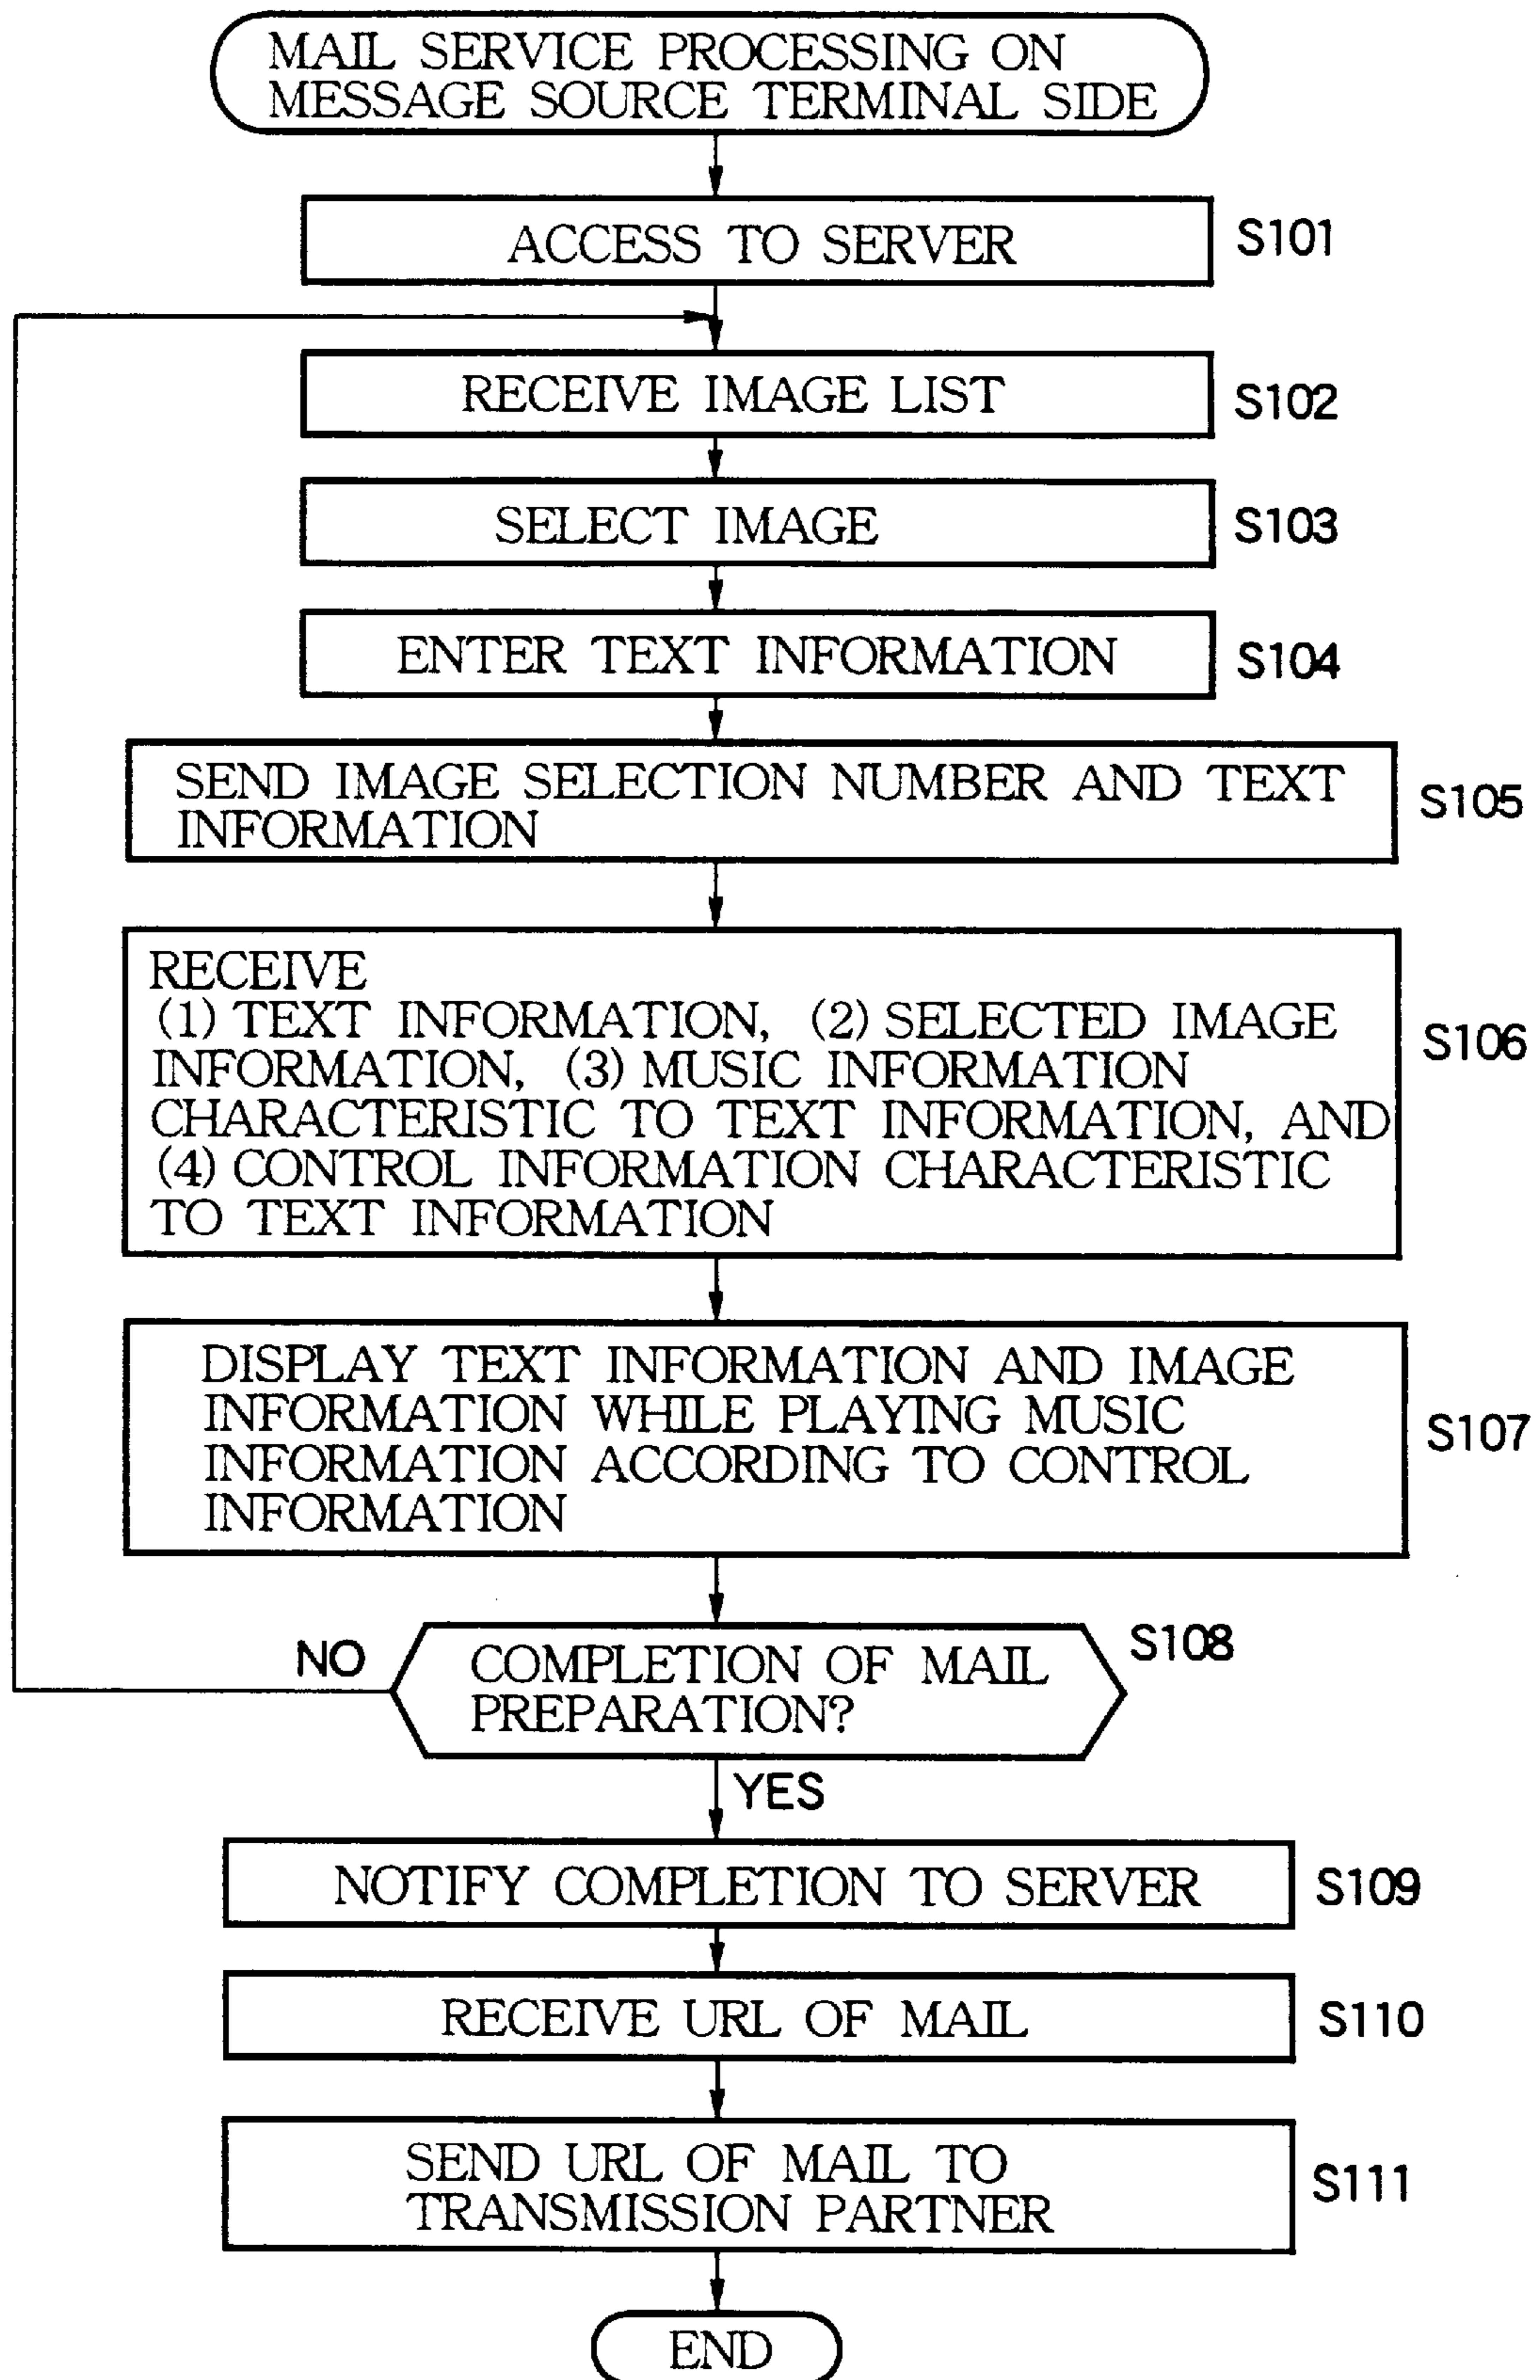 MAIL SERVICE PROCESSING ON
MESSAGE SOURCE TERMINAL SIDE
ACCESS TO SERVER
S101
RECEIVE IMAGE LIST
S102
SELECT IMAGE
S103
ENTER TEXT INFORMATION
S104
SEND IMAGE SELECTION NUMBER AND TEXT
INFORMATION
S105
RECEIVE
(1) TEXT INFORMATION, (2) SELECTED IMAGE
INFORMATION, (3) MUSIC INFORMATION
CHARACTERISTIC TO TEXT INFORMATION, AND
(4) CONTROL INFORMATION CHARACTERISTIC
TO TEXT INFORMATION
S106
DISPLAY TEXT INFORMATION AND IMAGE
INFORMATION WHILE PLAYING MUSIC
INFORMATION ACCORDING TO CONTROL
INFORMATION
S107
NO
COMPLETION OF MAIL
PREPARATION?
S108
YES
NOTIFY COMPLETION TO SERVER
S109
RECEIVE URL OF MAIL
S110
SEND URL OF MAIL TO
TRANSMISSION PARTNER
S111
END